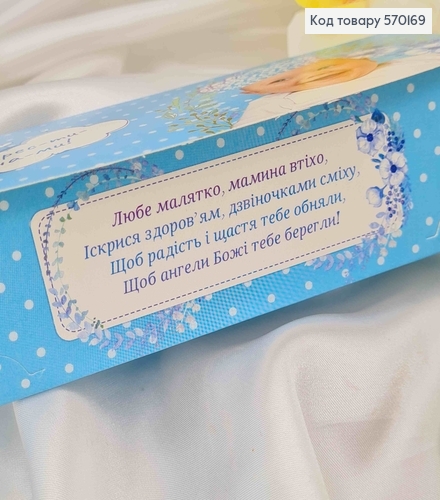 Код товару 570169
Любе малятко, мамина втіхо,
Іскрися здоров'ям, дзвіночками сміху,
Щоб радість і щастя тебе обняли,
Щоб ангели Божі тебе берегли!